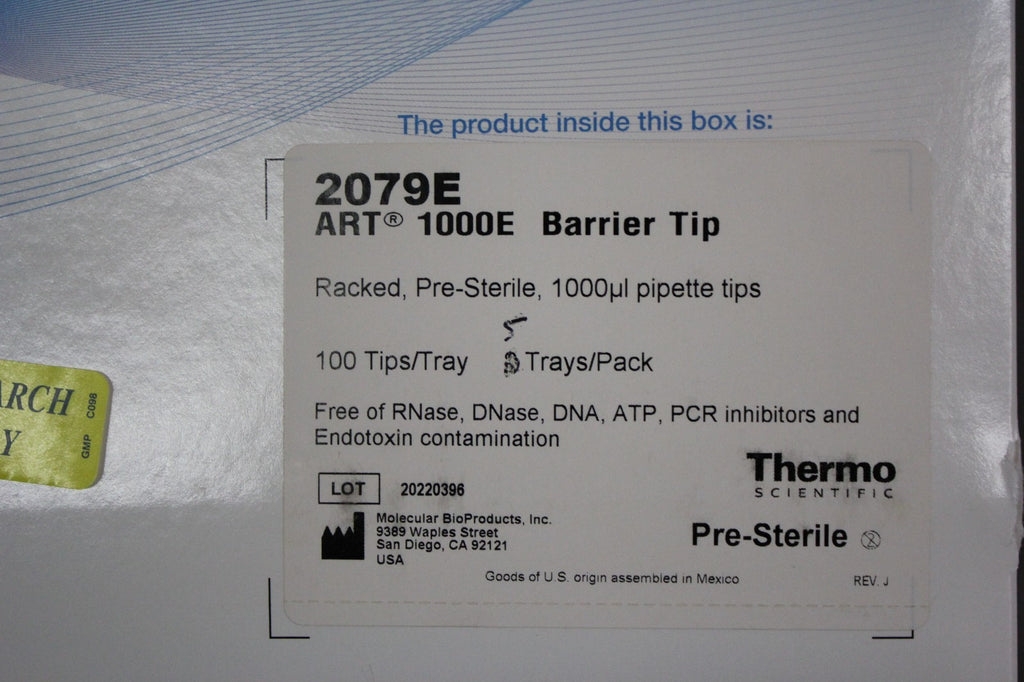 The product inside this box is:
2079E
ART® 1000E Barrier Tip
Racked, Pre-Sterile, 1000µl pipette tips
5
100 Tips/Tray Trays/Pack
Free of RNase, DNase, DNA, ATP, PCR inhibitors and
Endotoxin contamination
Thermo
SCIENTIFIC
LOT 20220396
Molecular BioProducts, Inc.
9389 Waples Street
San Diego, CA 92121
USA
Pre-Sterile
Goods of U.S. origin assembled in Mexico
REV. J
ARCH
Y
GMP C098